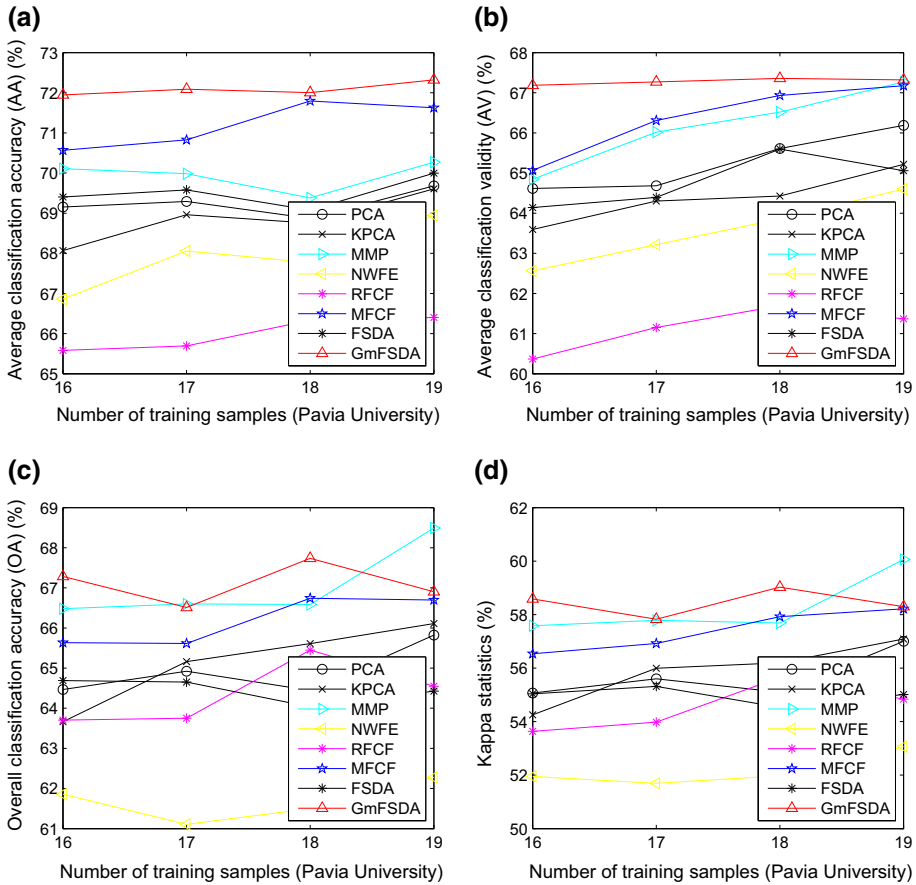 (a)
Average classification accuracy (AA) (%)
73
72
71
70
69
68
67
66
65
16
17
18
19
Number of training samples (Pavia University)
PCA
KPCA
MMP
NWFE
RFCF
MFCF
FSDA
GmFSDA
(b)
Average classification validity (AV) (%)
68
67
66
65
64
63
62
61
60
16
17
18
19
Number of training samples (Pavia University)
PCA
KPCA
MMP
NWFE
RFCF
MFCF
FSDA
GmFSDA
(c)
Overall classification accuracy (OA) (%)
69
68
67
66
65
64
63
62
61
16
17
18
19
Number of training samples (Pavia University)
PCA
KPCA
MMP
NWFE
RFCF
MFCF
FSDA
GmFSDA
(d)
Kappa statistics (%)
62
60
58
56
54
52
50
16
17
18
19
Number of training samples (Pavia University)
PCA
KPCA
MMP
NWFE
RFCF
MFCF
FSDA
GmFSDA